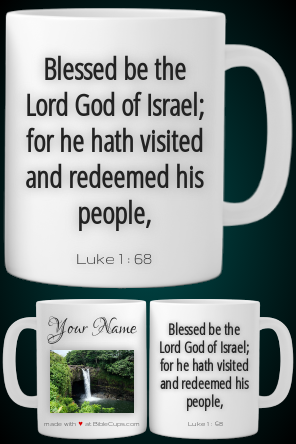 Blessed be the
Lord God of Israel;
for he hath visited
and redeemed his
people,
Luke 1 : 68
Your Name
made with ♥ at BibleCups.com
Blessed be the
Lord God of Israel;
for he hath visited
and redeemed his
people,
Luke 1 : 68